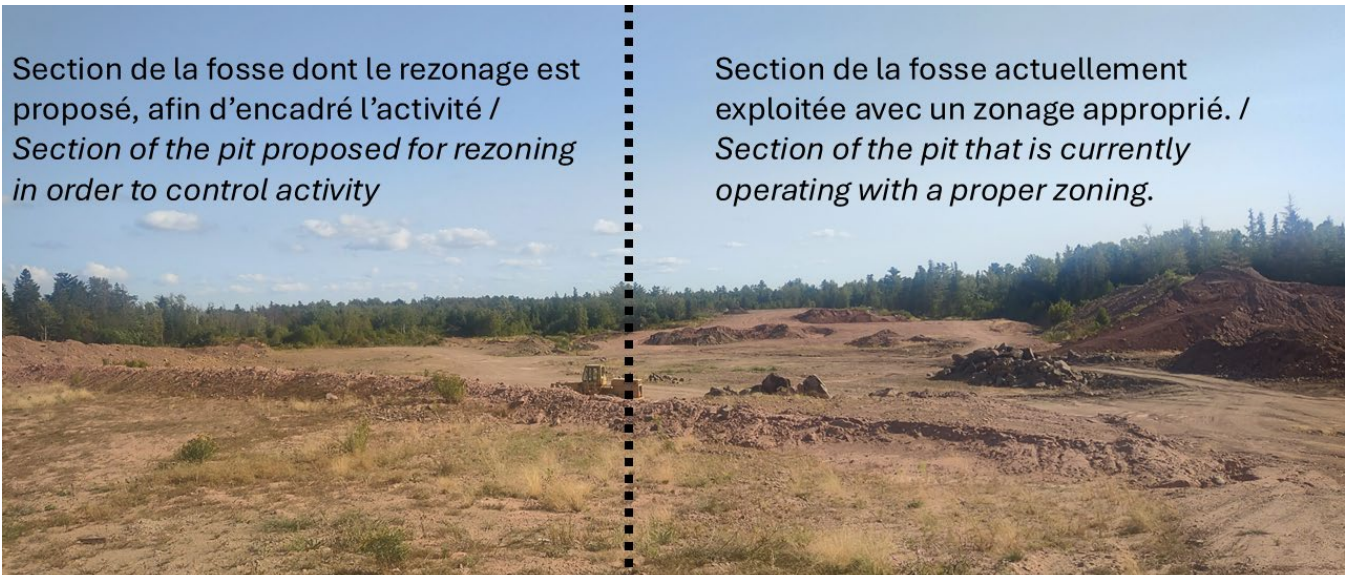 Section de la fosse dont le rezonage est
proposé, afin d'encadré l'activité /
Section of the pit proposed for rezoning
in order to control activity
Section de la fosse actuellement
exploitée avec un zonage approprié. /
Section of the pit that is currently
operating with a proper zoning.